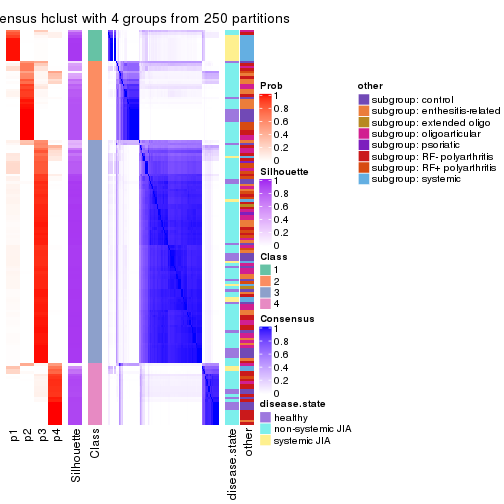 ensus hclust with 4 groups from 250 partitions
Prob
1
0.8
0.6
0.4
0.2
0
Silhouette
1
0.8
0.6
0.4
0.2
0
Class
1
2
3
4
Consensus
1
0.8
0.6
0.4
0.2
0
disease.state
healthy
non-systemic JIA
systemic JIA
other
subgroup: control
subgroup: enthesitis-related
subgroup: extended oligo
subgroup: oligoarticular
subgroup: psoriatic
subgroup: RF- polyarthritis
subgroup: RF+ polyarthritis
subgroup: systemic
p1
p2
p3
p4
Silhouette
Class
disease.state
other